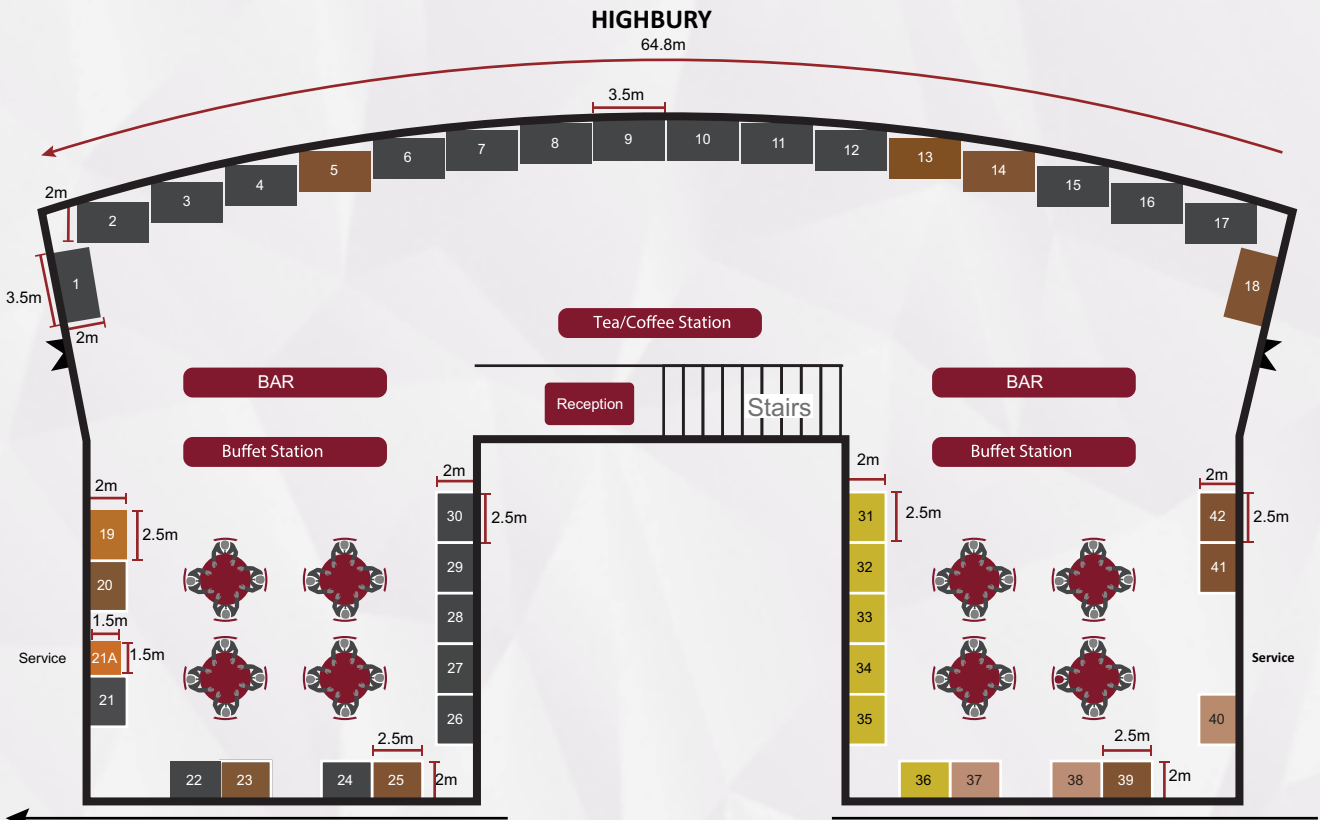 HIGHBURY
64.8m
3.5m
9
10
8
11
7
12
6
13
5
14
4
15
2m
3
16
2
17
3.5m
1
18
2m
Tea/Coffee Station
BAR
BAR
Reception
Stairs
Buffet Station
Buffet Station
2m
2m
2m
2m
19
2.5m
30
2.5m
31
2.5m
42
2.5m
20
29
32
41
1.5m
28
33
Service
21A
1.5m
27
34
Service
21
26
35
40
2.5m
2.5m
22
23
24
25
2m
36
37
38
39
2m